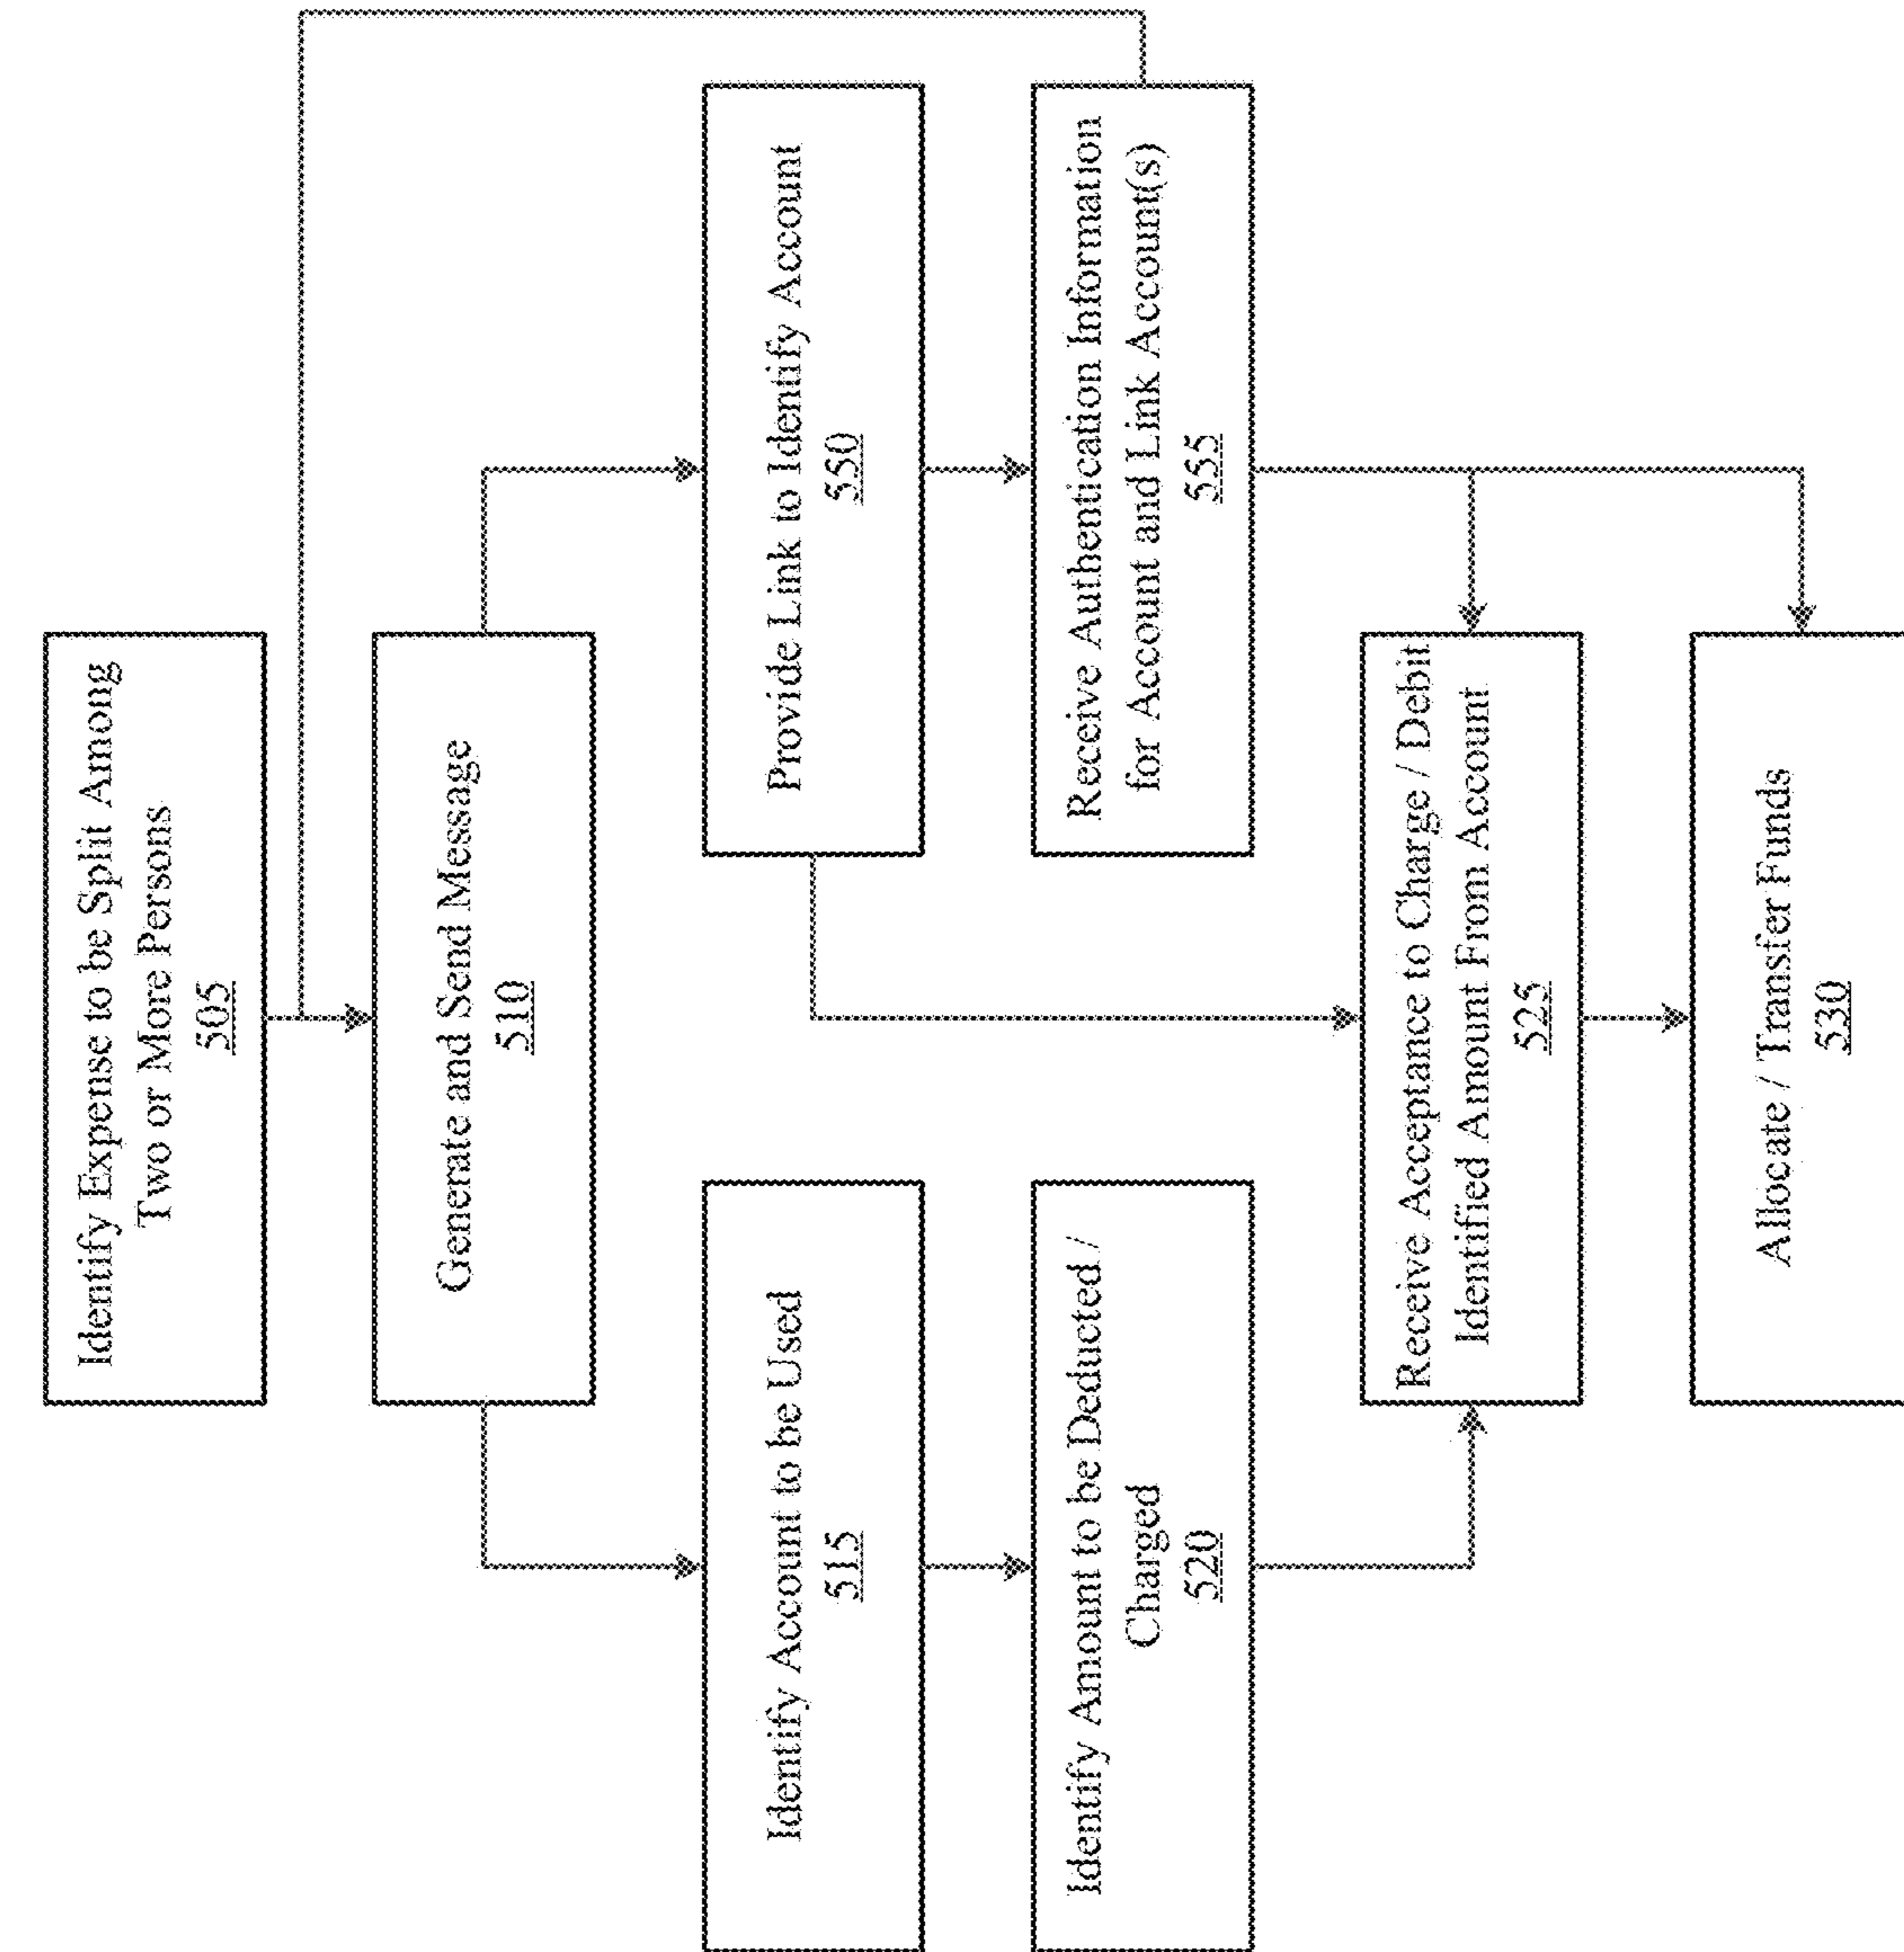 Identify Expense to be Split Among
Two or More Persons
505
Generate and Send Message
510
Identify Account to be Used
515
Provide Link to Identify Account
550
Identify Amount to be Deducted /
Charged
520
Receive Authentication Information
for Account and Link Account(s)
555
Receive Acceptance to Charge / Debit
Identified Amount From Account
525
Allocate / Transfer Funds
530